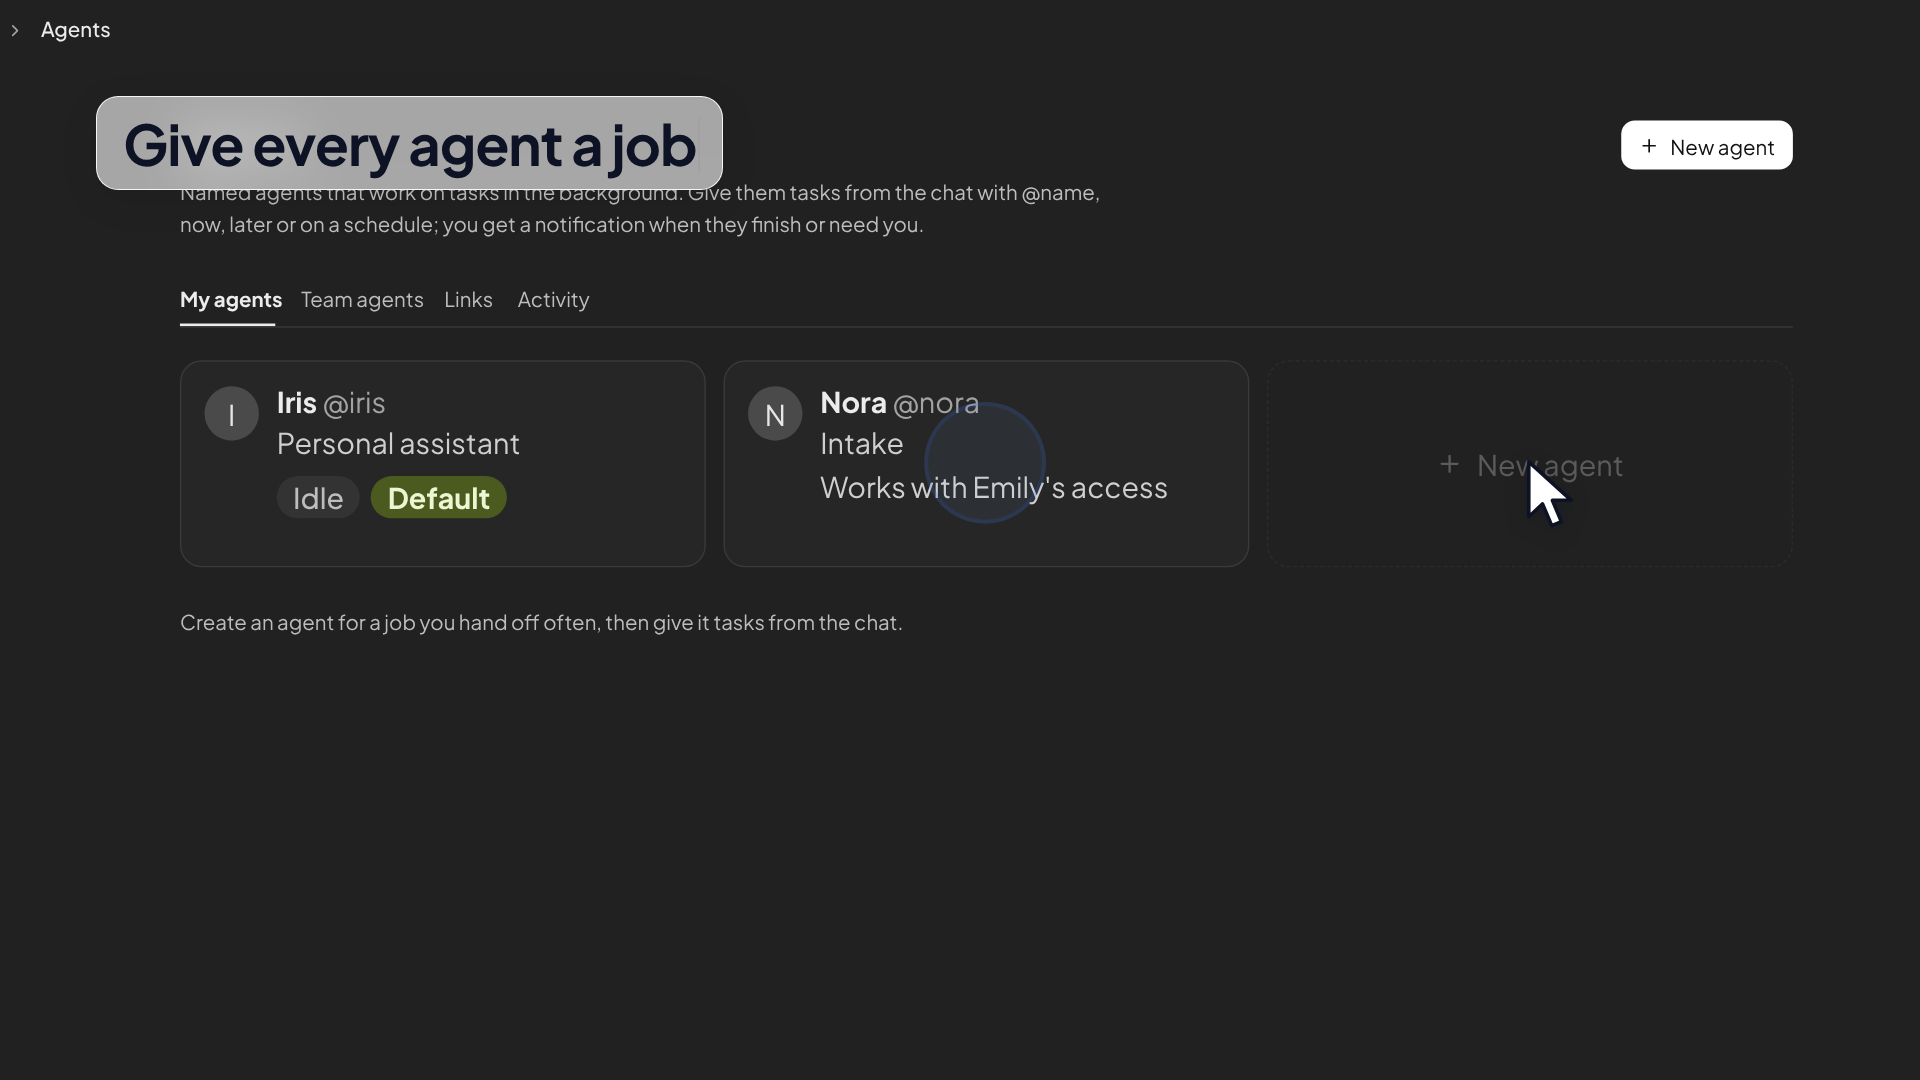 Agents
Give every agent a job
+ New agent
Named agents that work on tasks in the background. Give them tasks from the chat with @name,
now, later or on a schedule; you get a notification when they finish or need you.
My agents Team agents Links Activity
I
Iris @iris
Personal assistant
Idle Default
N
Nora @nora
Intake
Works with Emily's access
+ New agent
Create an agent for a job you hand off often, then give it tasks from the chat.